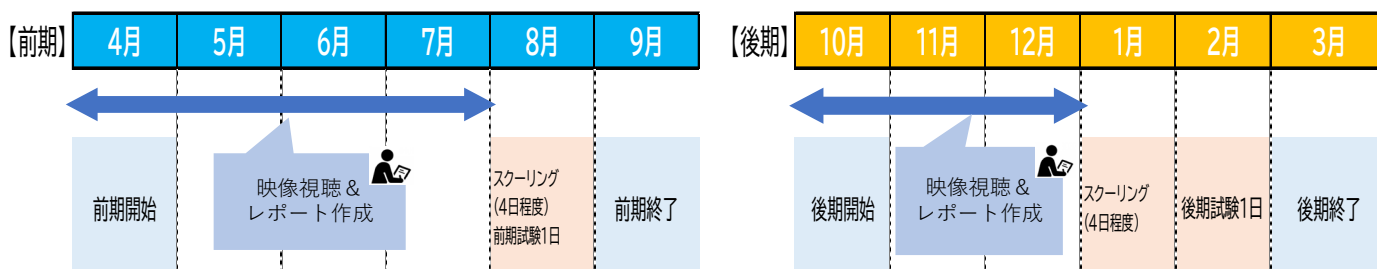 【前期】 4月 5月 6月 7月 8月 9月
映像視聴＆
レポート作成
前期開始
スクーリング
(4日程度)
前期試験1日
前期終了
【後期】 10月 11月 12月 1月 2月 3月
映像視聴＆
レポート作成
後期開始
スクーリング
(4日程度)
後期試験1日
後期終了